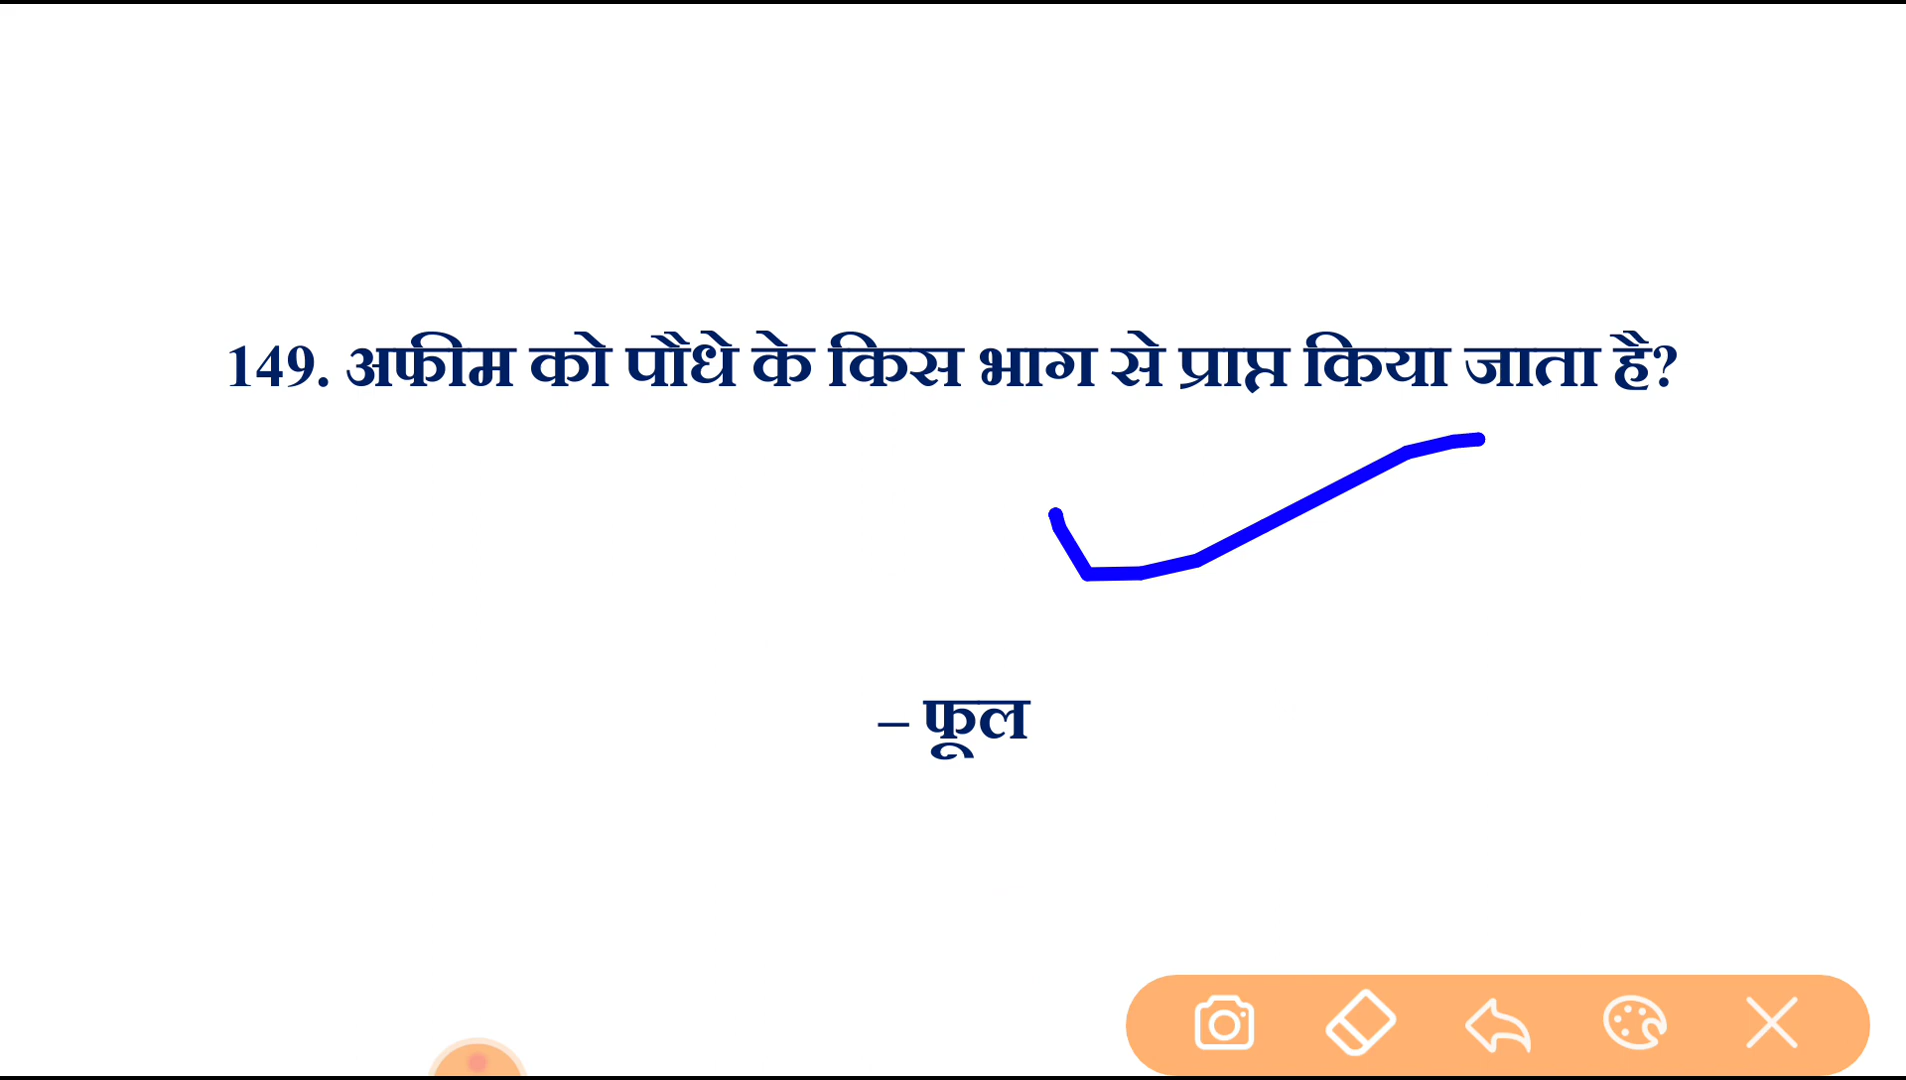 149. अफीम को पौधे के किस भाग से प्राप्त किया जाता है?
– फूल